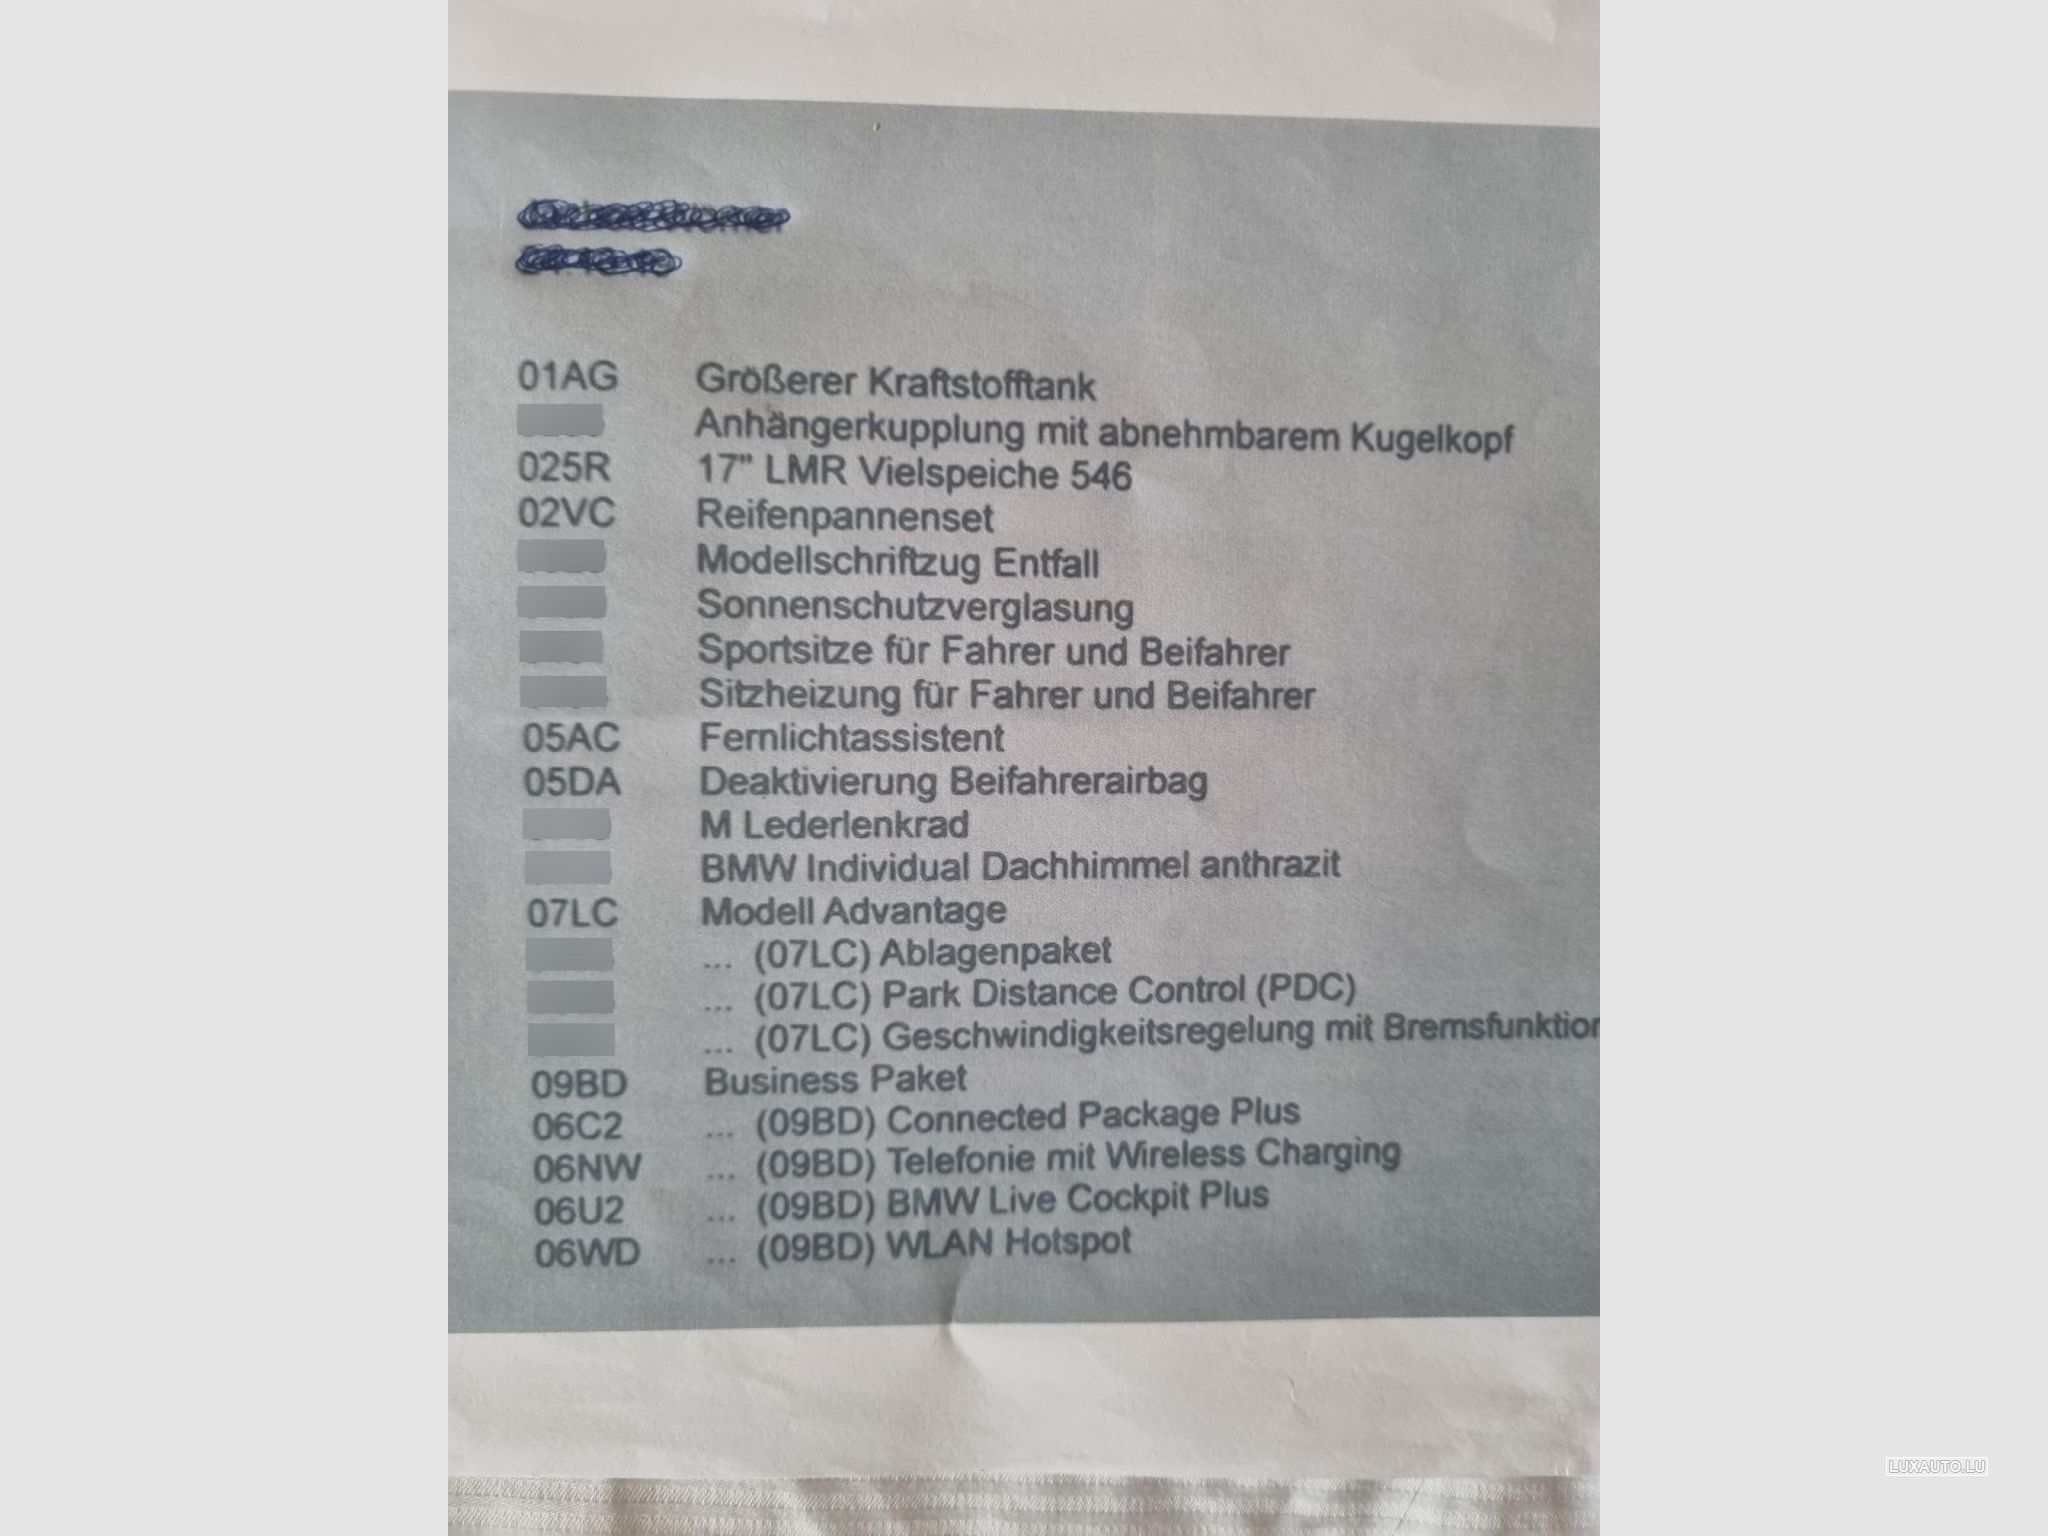 01AG Größerer Kraftstofftank
Anhängerkupplung mit abnehmbarem Kugelkopf
025R 17" LMR Vielspeiche 546
02VC Reifenpannenset
Modellschriftzug Entfall
Sonnenschutzverglasung
Sportsitze für Fahrer und Beifahrer
Sitzheizung für Fahrer und Beifahrer
05AC Fernlichtassistent
05DA Deaktivierung Beifahrerairbag
M Lederlenkrad
BMW Individual Dachhimmel anthrazit
07LC Modell Advantage
... (07LC) Ablagenpaket
... (07LC) Park Distance Control (PDC)
... (07LC) Geschwindigkeitsregelung mit Bremsfunktion
09BD Business Paket
06C2 ... (09BD) Connected Package Plus
06NW ... (09BD) Telefonie mit Wireless Charging
06U2 ... (09BD) BMW Live Cockpit Plus
06WD ... (09BD) WLAN Hotspot
LUXAUTO.LU